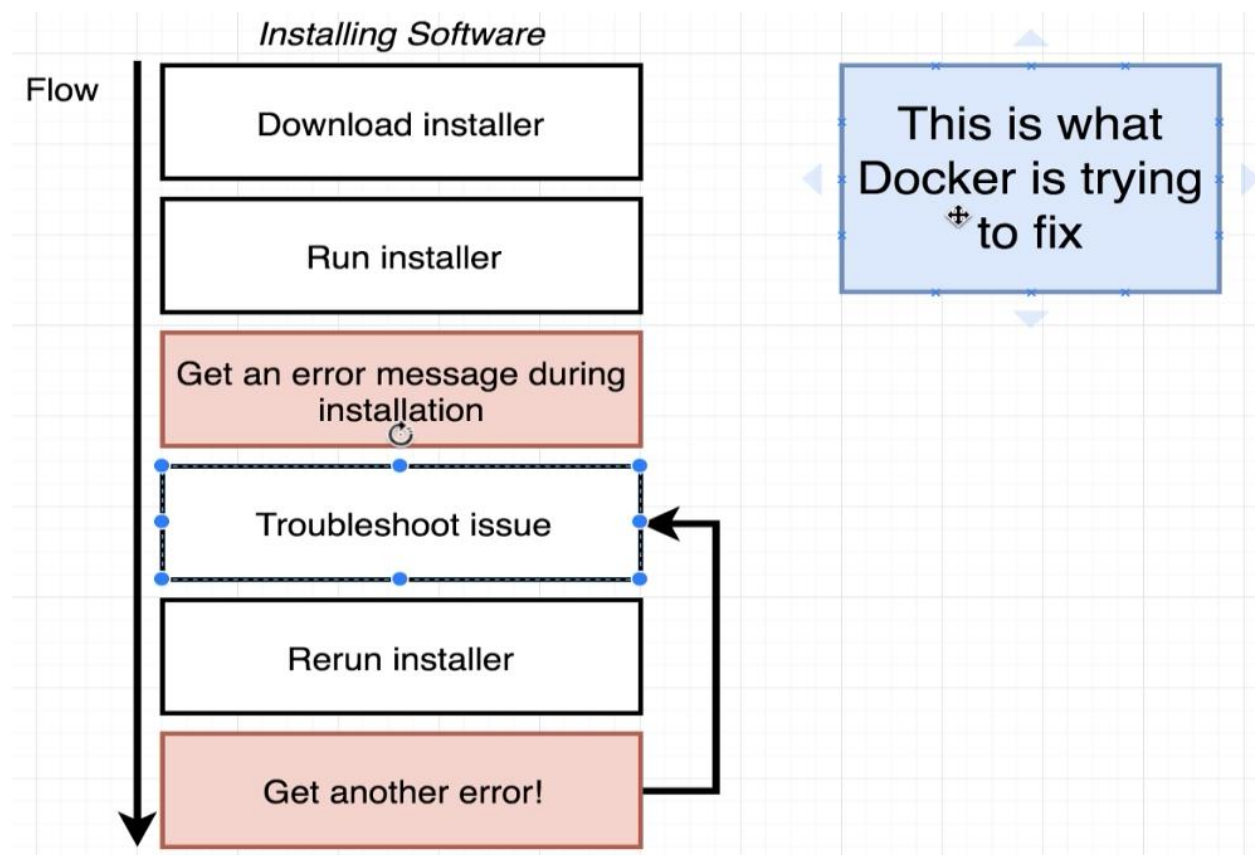 Installing Software
Flow
Download installer
Run installer
Get an error message during
installation
Troubleshoot issue
Rerun installer
Get another error!
This is what
Docker is trying
to fix